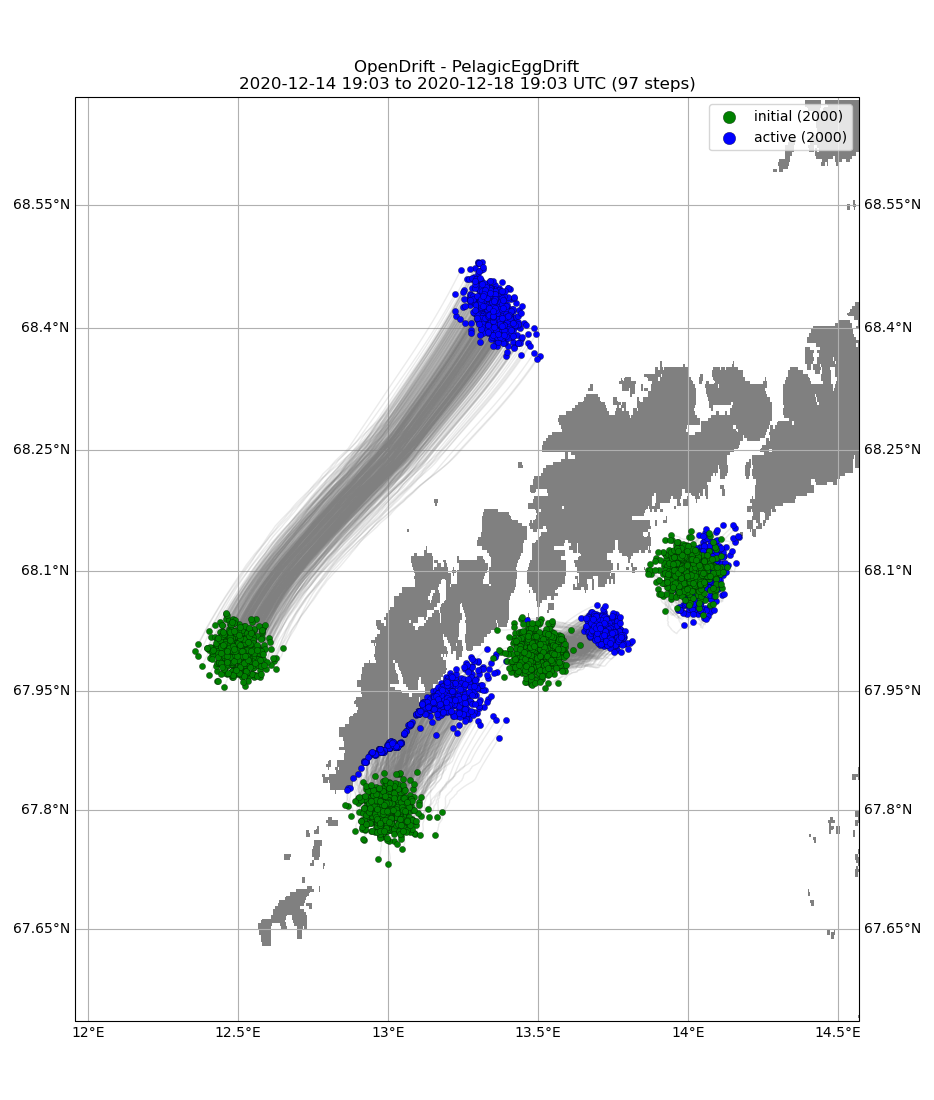 OpenDrift - PelagicEggDrift
2020-12-14 19:03 to 2020-12-18 19:03 UTC (97 steps)
initial (2000)
active (2000)
68.55°N 68.55°N
68.4°N 68.4°N
68.25°N 68.25°N
68.1°N 68.1°N
67.95°N 67.95°N
67.8°N 67.8°N
67.65°N 67.65°N
12°E 12.5°E 13°E 13.5°E 14°E 14.5°E